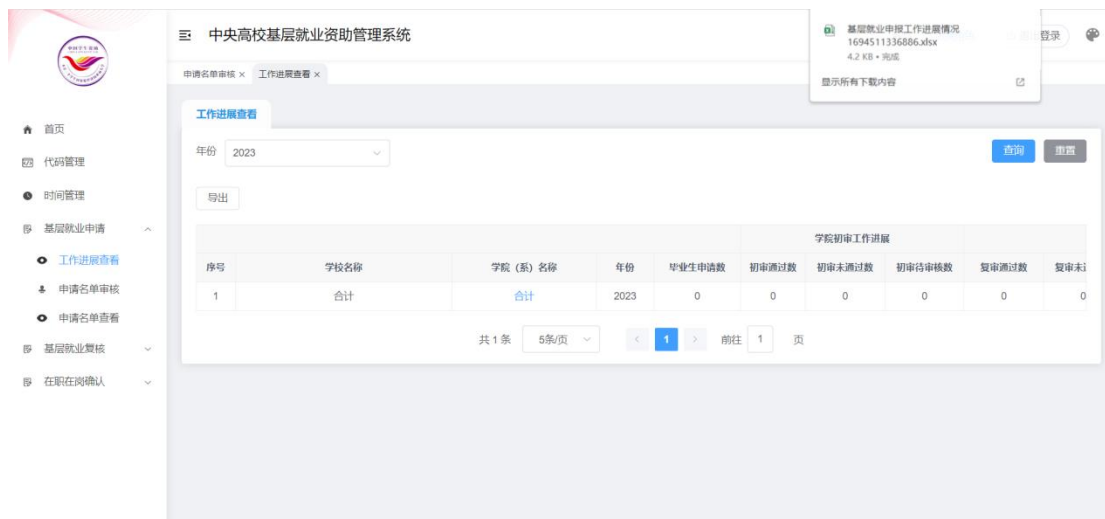 中央高校基层就业资助管理系统
基层就业申报工作进展情况
1694511336886.xlsx
4.2 KB • 完成
显示所有下载内容
登录
申请名单审核 ×
工作进展查看 ×
首页
代码管理
时间管理
基层就业申请
工作进展查看
申请名单审核
申请名单查看
基层就业复核
在职在岗确认
工作进展查看
年份 2023
查询 重置
导出
学院初审工作进展
序号 学校名称 学院（系）名称 年份 毕业生申请数 初审通过数 初审未通过数 初审待审核数 复审通过数 复审未
1 合计 合计 2023 0 0 0 0 0 0
共 1 条 5条/页 < 1 > 前往 1 页